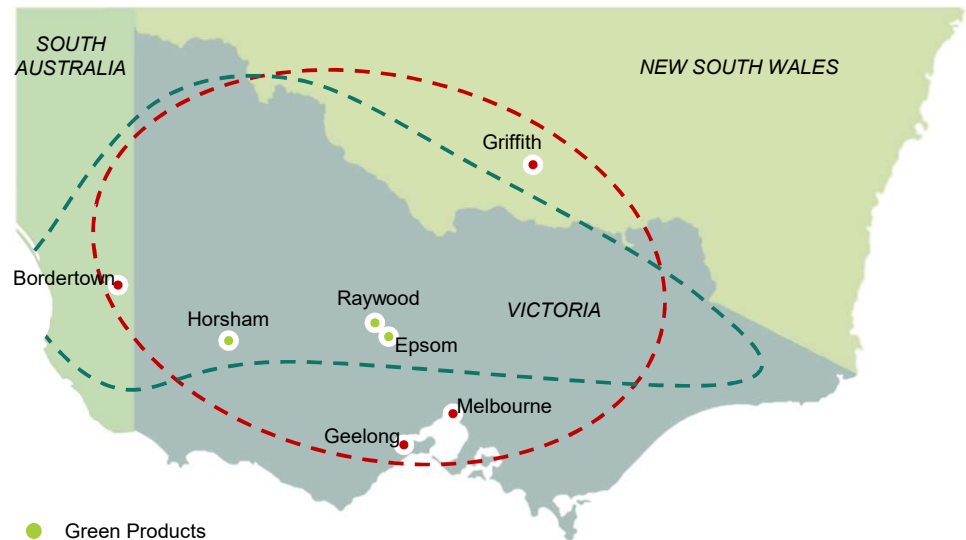 SOUTH
AUSTRALIA
NEW SOUTH WALES
Griffith
Bordertown
Raywood
VICTORIA
Horsham
Epsom
Melbourne
Geelong
Green Products